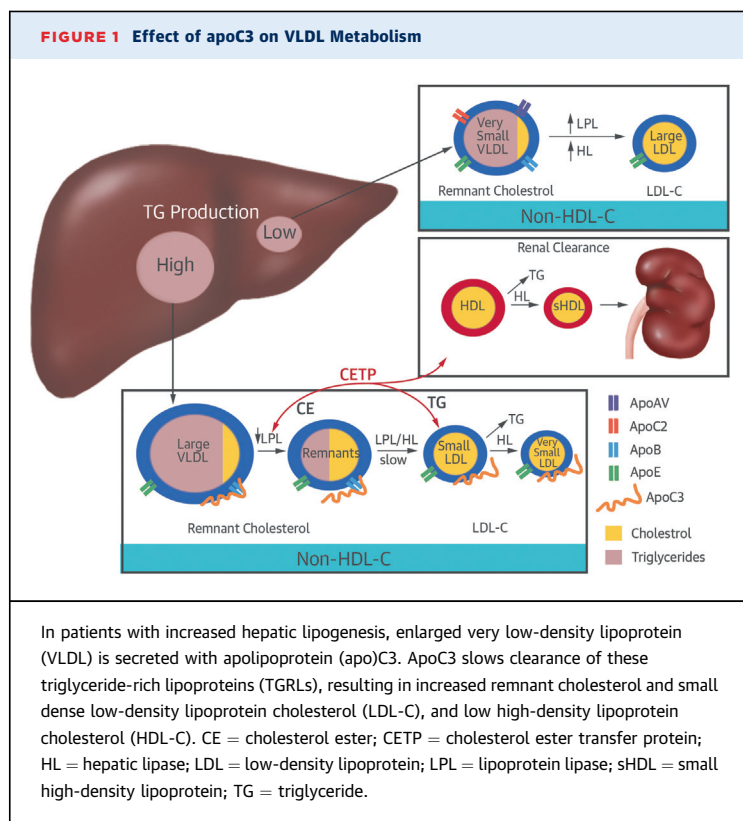 FIGURE 1 Effect of apoC3 on VLDL Metabolism
TG Production
Low
High
Very
Small
VLDL
LPL
HL
Large
LDL
Remnant Cholestrol
LDL-C
Non-HDL-C
Renal Clearance
HDL
TG
HL
sHDL
CETP
CE
TG
Large
VLDL
LPL
Remnants
LPL/HL
slow
Small
LDL
TG
HL
Very
Small
LDL
Remnant Cholesterol
LDL-C
Non-HDL-C
ApoAV
ApoC2
ApoB
ApoE
ApoC3
Cholestrol
Triglycerides
In patients with increased hepatic lipogenesis, enlarged very low-density lipoprotein
(VLDL) is secreted with apolipoprotein (apo)C3. ApoC3 slows clearance of these
triglyceride-rich lipoproteins (TGRLs), resulting in increased remnant cholesterol and small
dense low-density lipoprotein cholesterol (LDL-C), and low high-density lipoprotein
cholesterol (HDL-C). CE = cholesterol ester; CETP = cholesterol ester transfer protein;
HL = hepatic lipase; LDL = low-density lipoprotein; LPL = lipoprotein lipase; sHDL = small
high-density lipoprotein; TG = triglyceride.